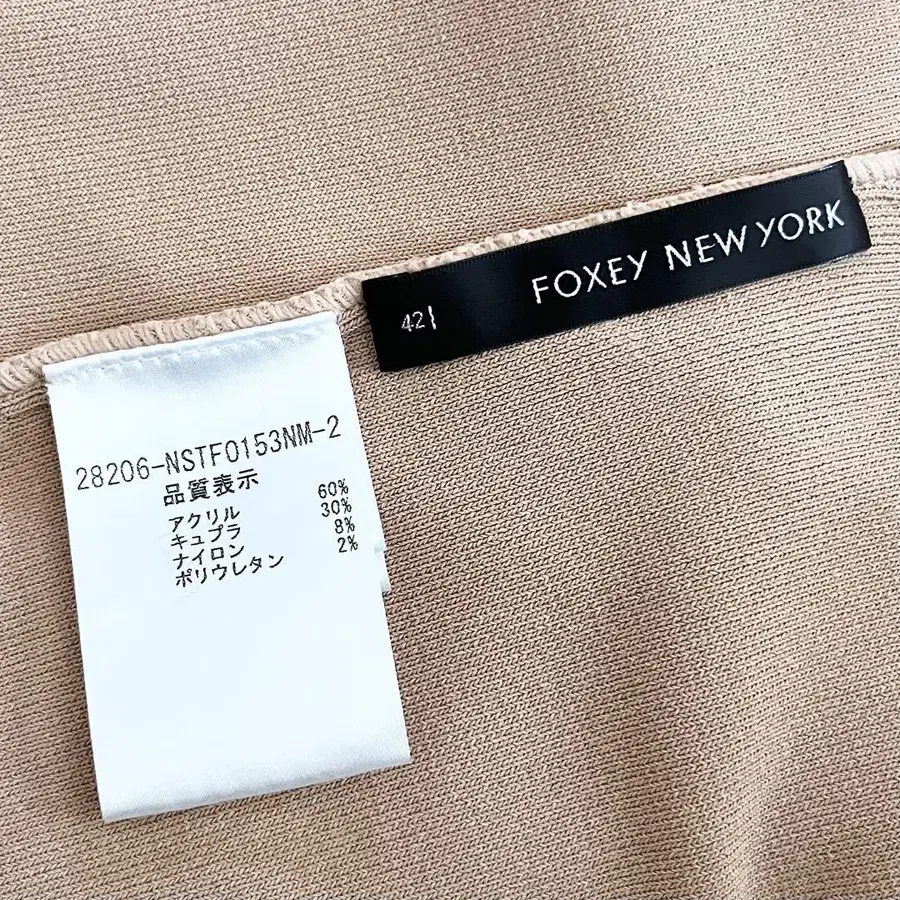 FOXEY NEW YORK
42
28206-NSTF0153NM-2
品質表示
アクリル 60%
キュプラ 30%
ナイロン 8%
ポリウレタン 2%